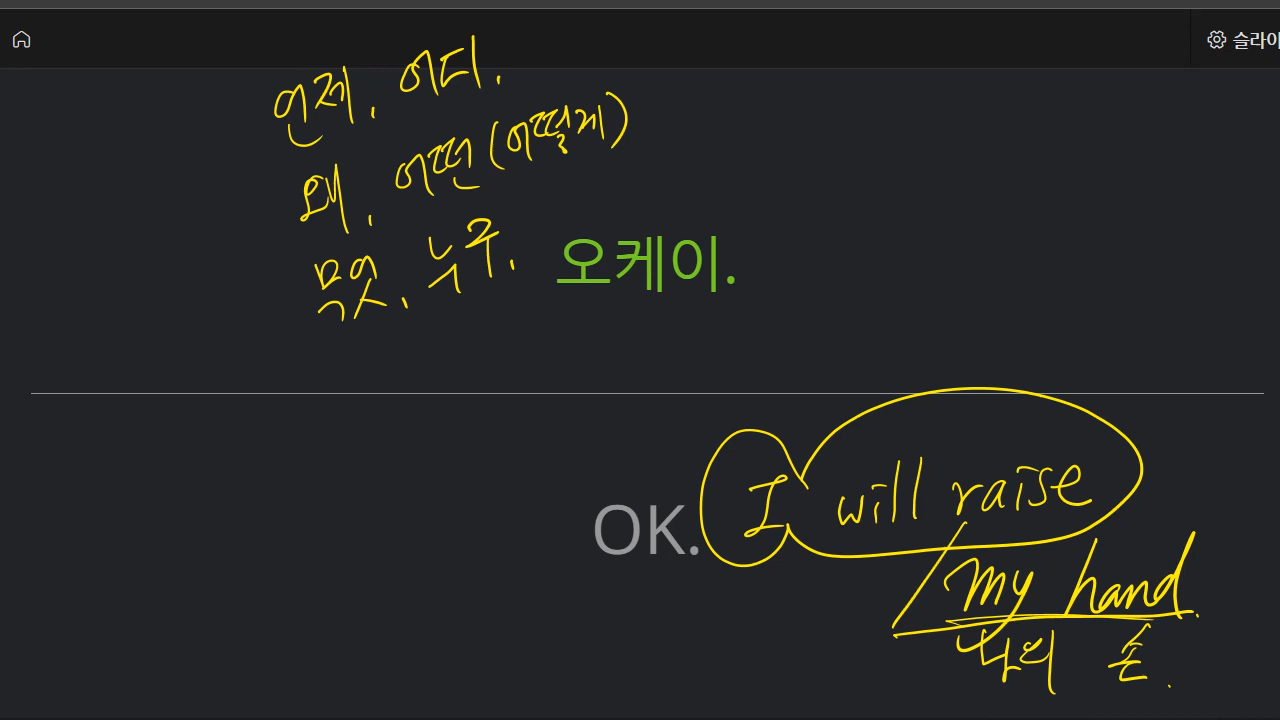 슬라이
언제, 어디,
왜, 어떤 (어떻게)
무엇, 누구,
오케이.
OK. I will raise
my hand.
나의 손.